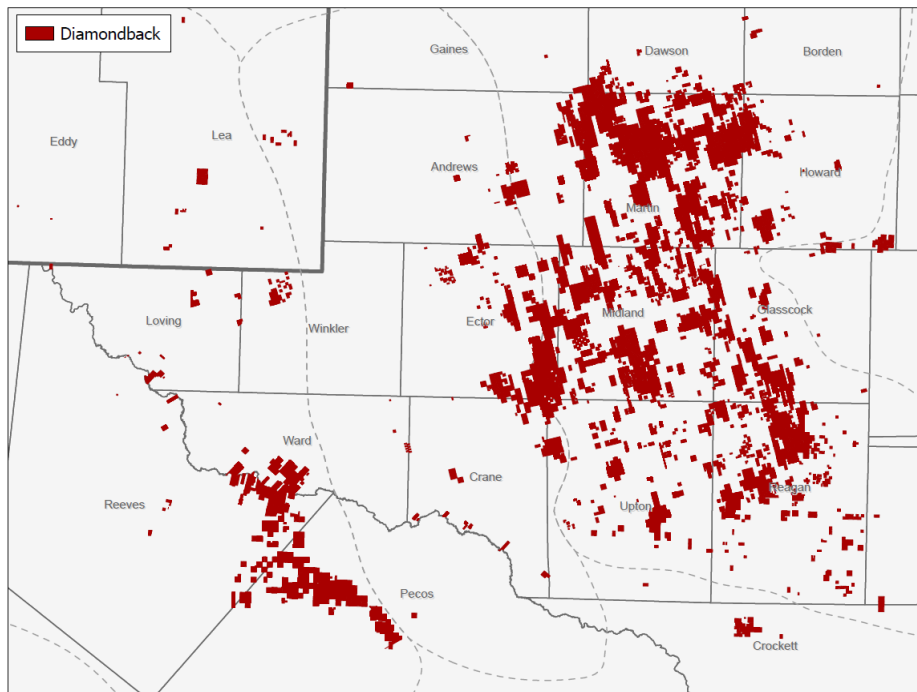 Diamondback
Gaines
Dawson
Borden
Eddy
Lea
Andrews
Howard
Martin
Loving
Winkler
Ector
Midland
Glasscock
Ward
Crane
Reeves
Upton
Reagan
Pecos
Crockett